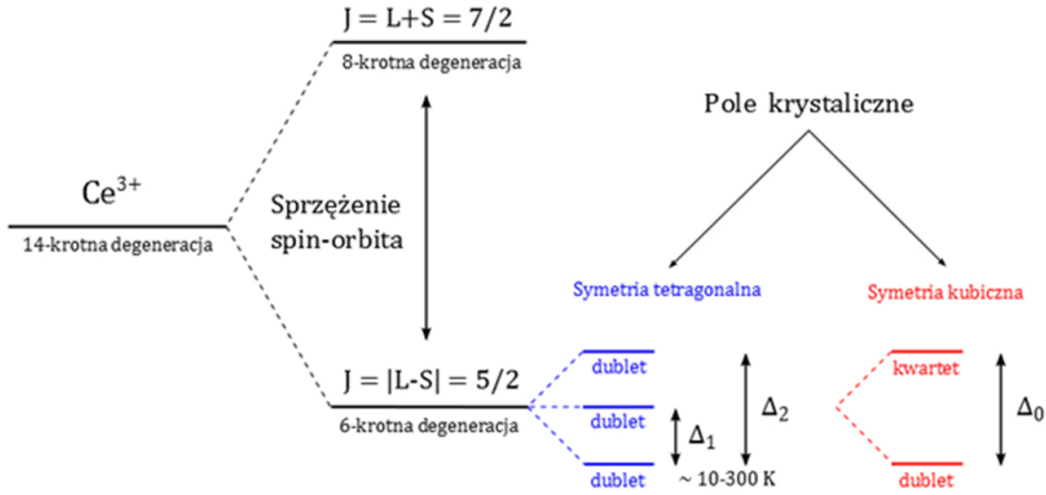 J = L+S = 7/2
8-krotna degeneracja
Pole krystaliczne
Ce³⁺
14-krotna degeneracja
Sprzężenie
spin-orbita
Symetria tetragonalna
Symetria kubiczna
J = |L-S| = 5/2
6-krotna degeneracja
dublet
dublet
dublet
Δ₁
Δ₂
~ 10-300 K
kwartet
dublet
Δ₀